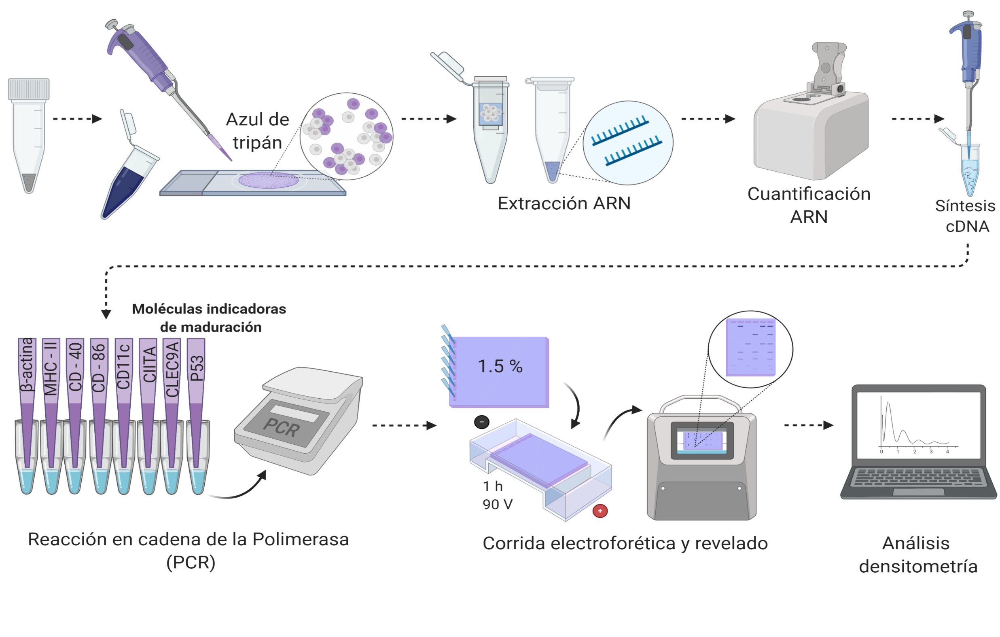 Azul de
tripán
Extracción ARN
Cuantificación
ARN
Síntesis
cDNA
Moléculas indicadoras
de maduración
β-actina
MHC - II
CD - 40
CD - 86
CD11c
CIITA
CLEC9A
P53
PCR
1.5 %
−
1 h
90 V
+
0 1 2 3 4
Reacción en cadena de la Polimerasa
(PCR)
Corrida electroforética y revelado
Análisis
densitometría